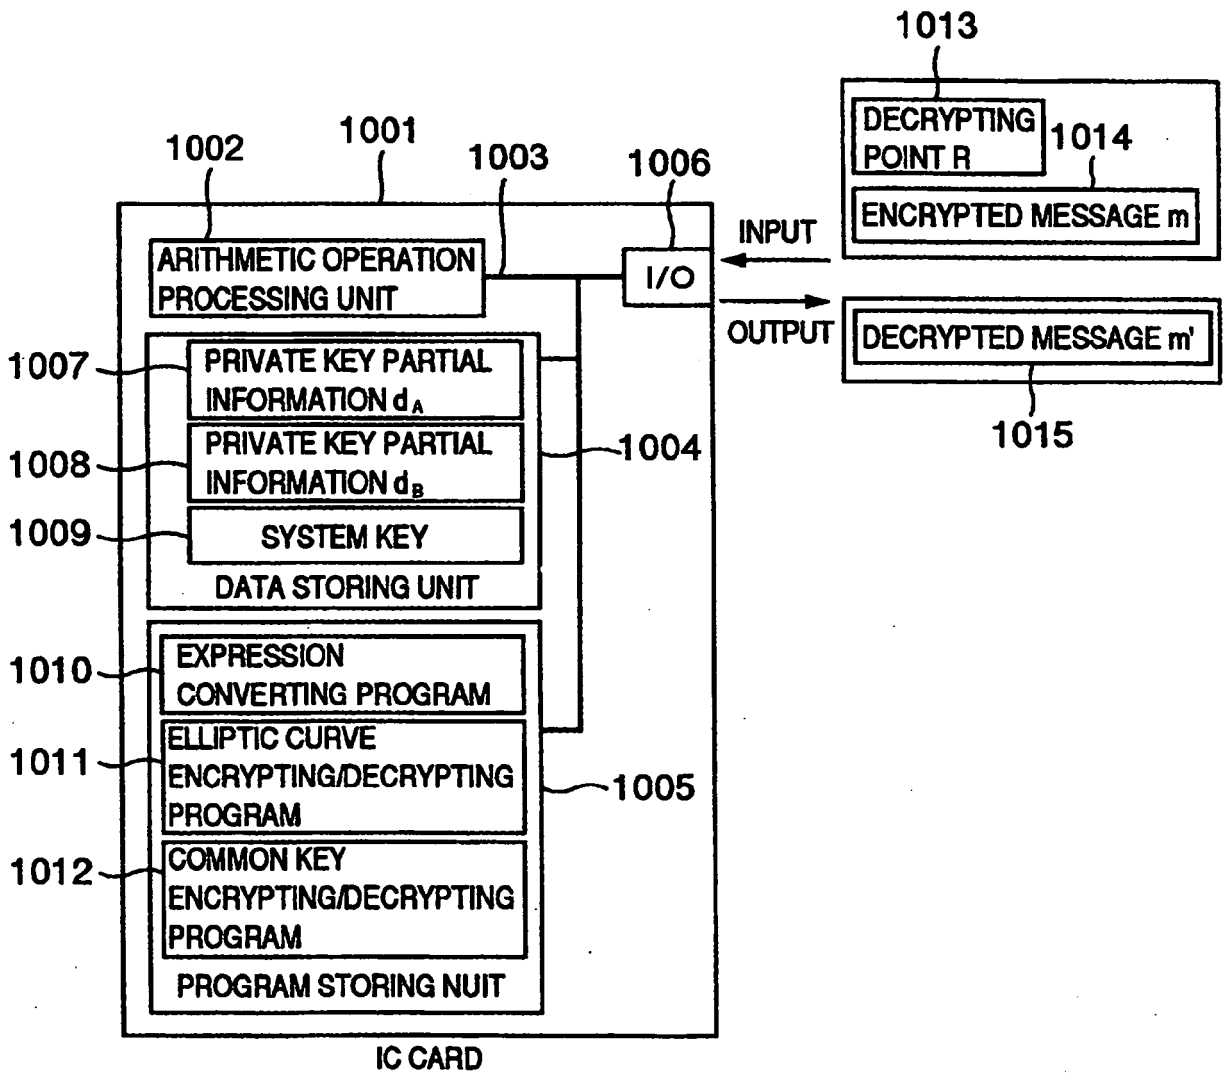 1013
DECRYPTING
POINT R
1014
ENCRYPTED MESSAGE m
1001
1002
1003
1006
INPUT
ARITHMETIC OPERATION
PROCESSING UNIT
I/O
OUTPUT
DECRYPTED MESSAGE m'
1015
1007
PRIVATE KEY PARTIAL
INFORMATION dA
1004
1008
PRIVATE KEY PARTIAL
INFORMATION dB
1009
SYSTEM KEY
DATA STORING UNIT
1010
EXPRESSION
CONVERTING PROGRAM
1011
ELLIPTIC CURVE
ENCRYPTING/DECRYPTING
PROGRAM
1005
1012
COMMON KEY
ENCRYPTING/DECRYPTING
PROGRAM
PROGRAM STORING NUIT
IC CARD